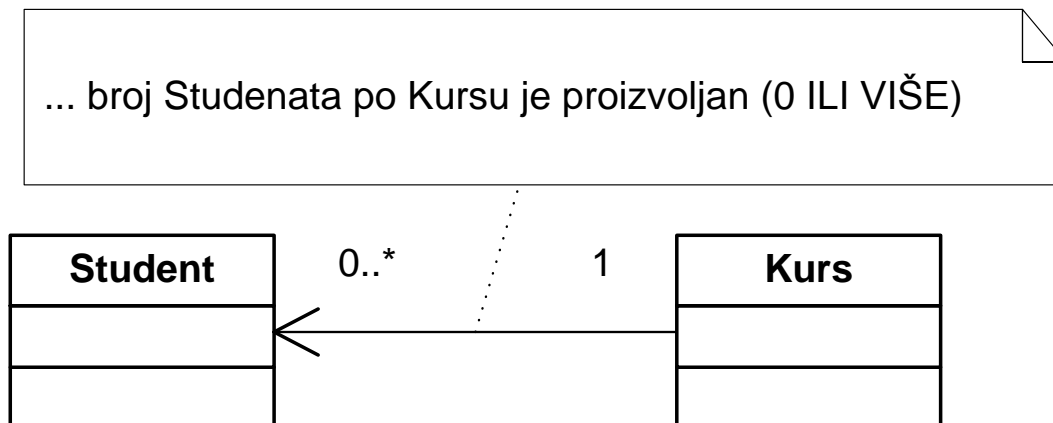 ... broj Studenata po Kursu je proizvoljan (0 ILI VIŠE)
Student
0..*
1
Kurs